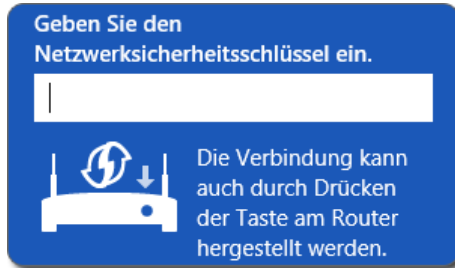 Geben Sie den
Netzwerksicherheitsschlüssel ein.
Die Verbindung kann
auch durch Drücken
der Taste am Router
hergestellt werden.